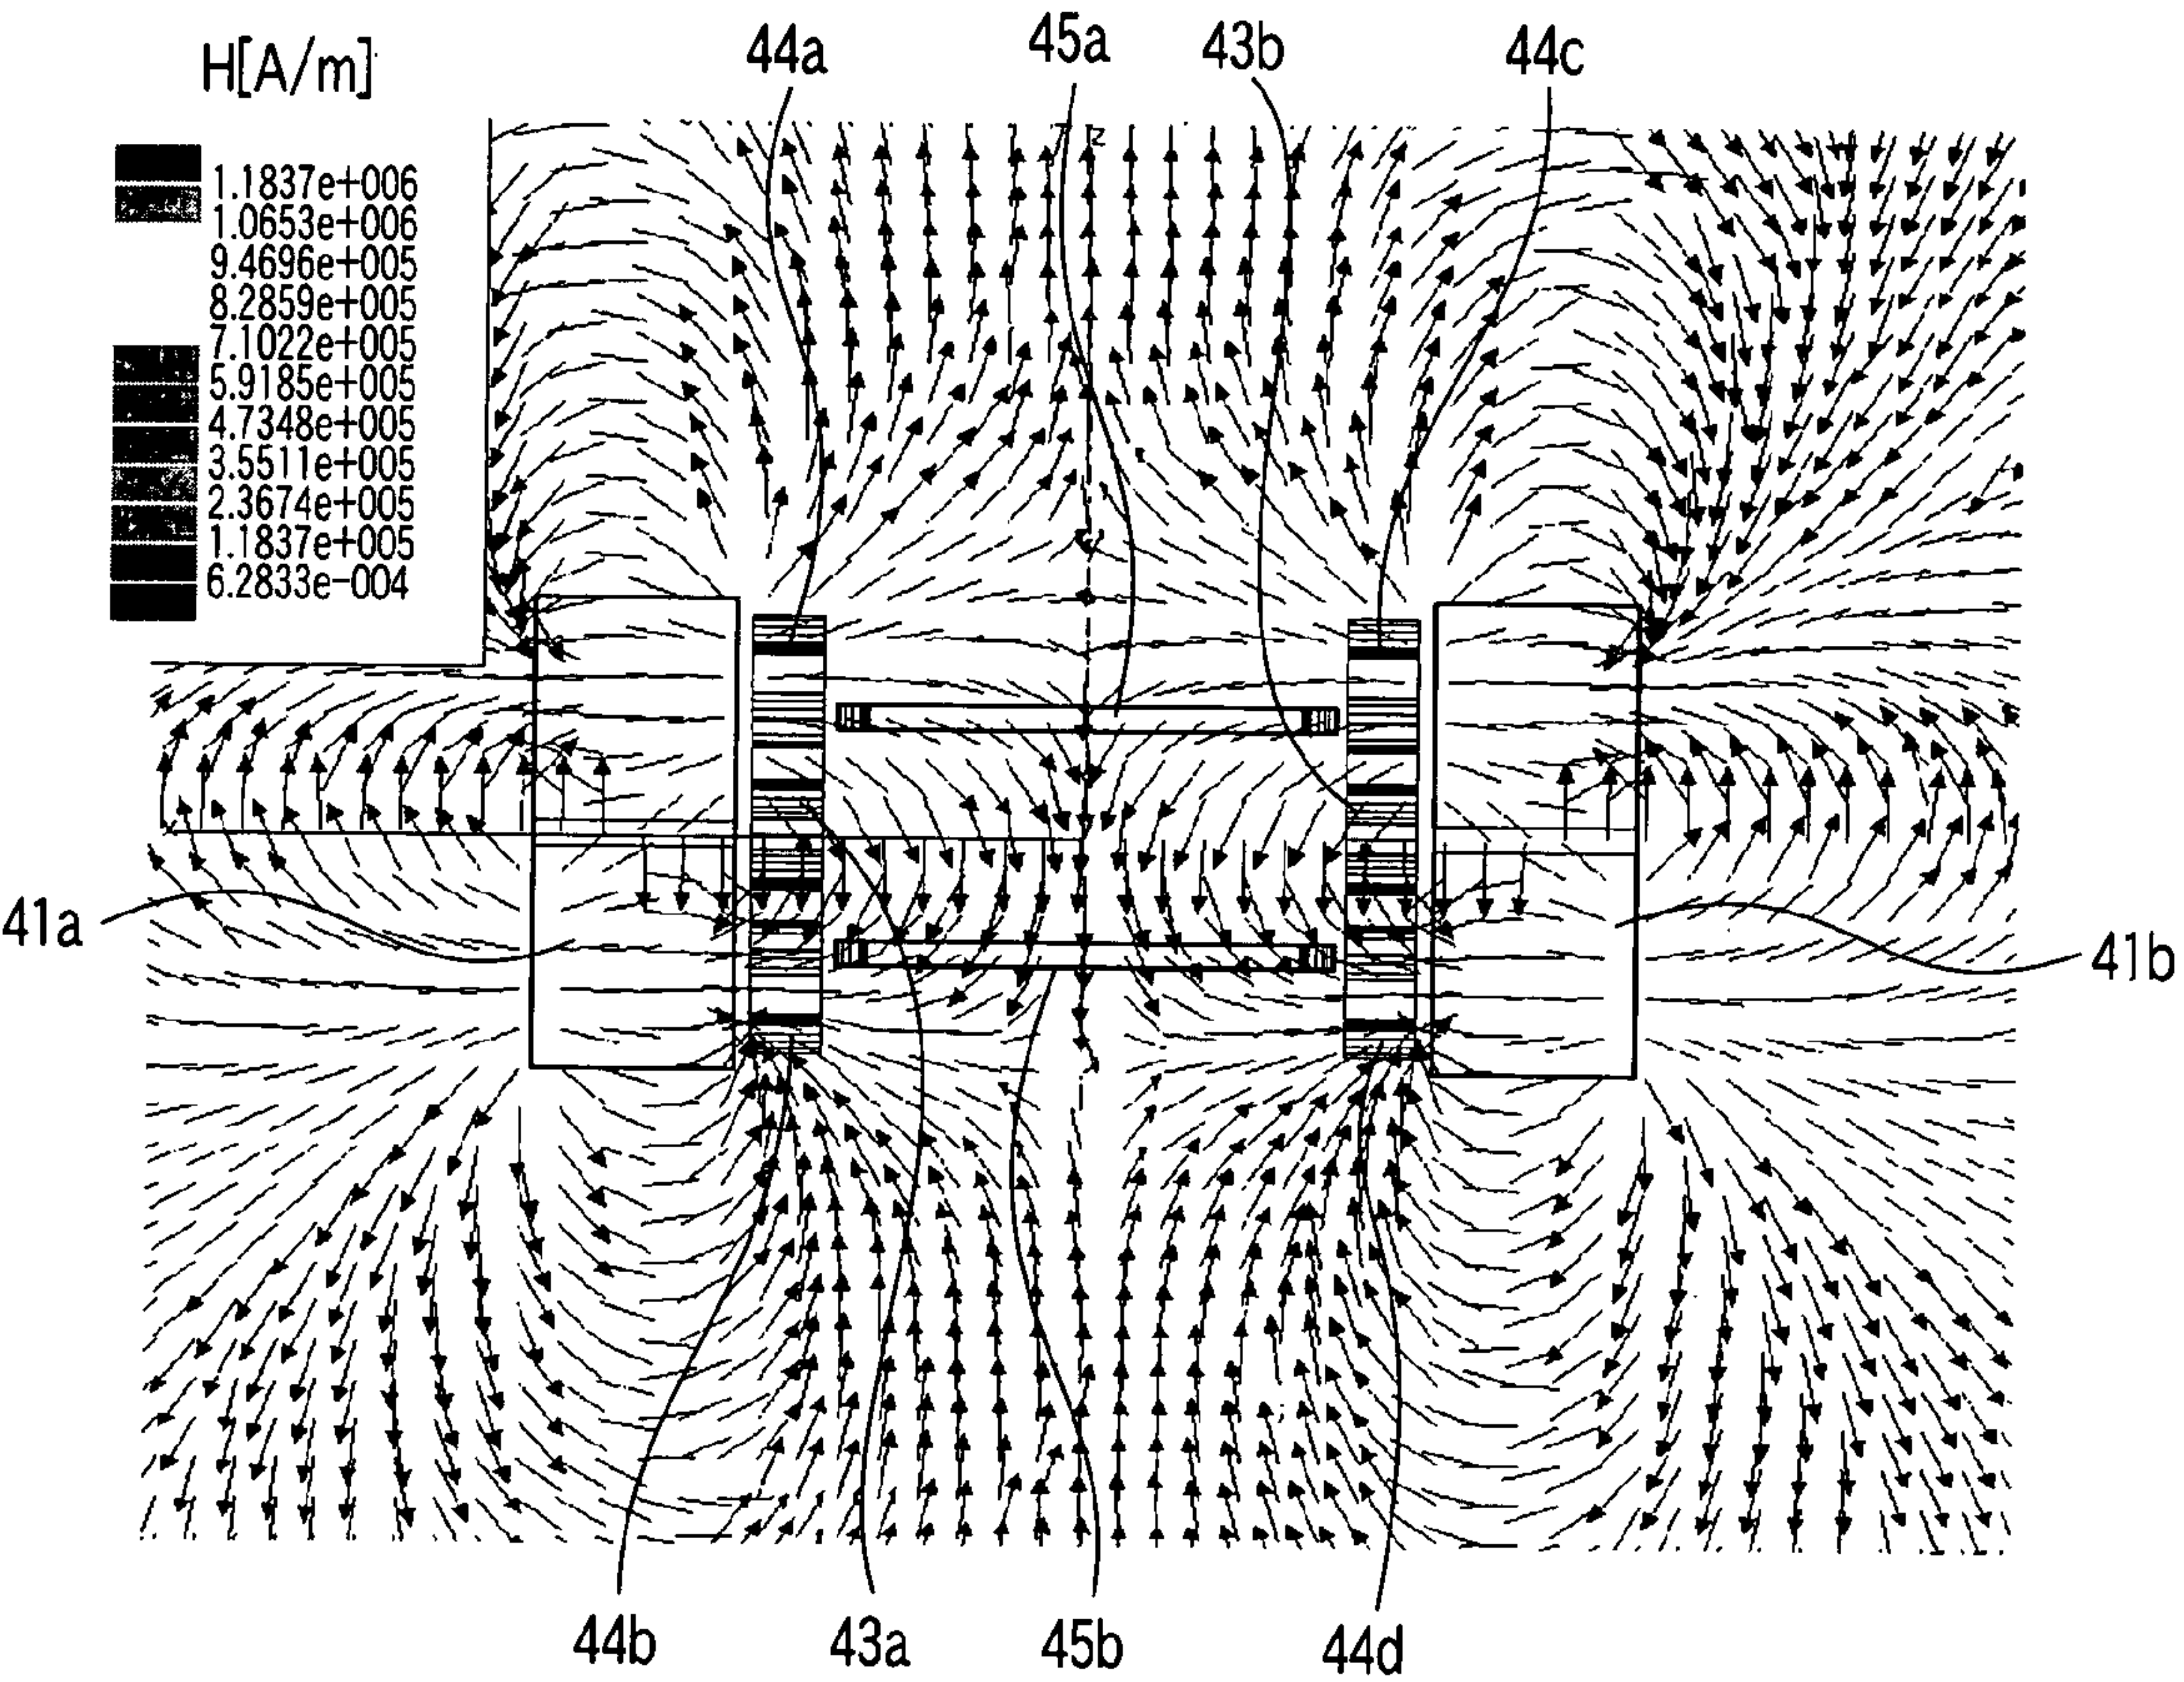 44a 45a 43b 44c
H[A/m]
z
1.1837e+006
1.0653e+006
9.4696e+005
8.2859e+005
7.1022e+005
5.9185e+005
4.7348e+005
3.5511e+005
2.3674e+005
1.1837e+005
6.2833e-004
41a
41b
44b 43a 45b 44d